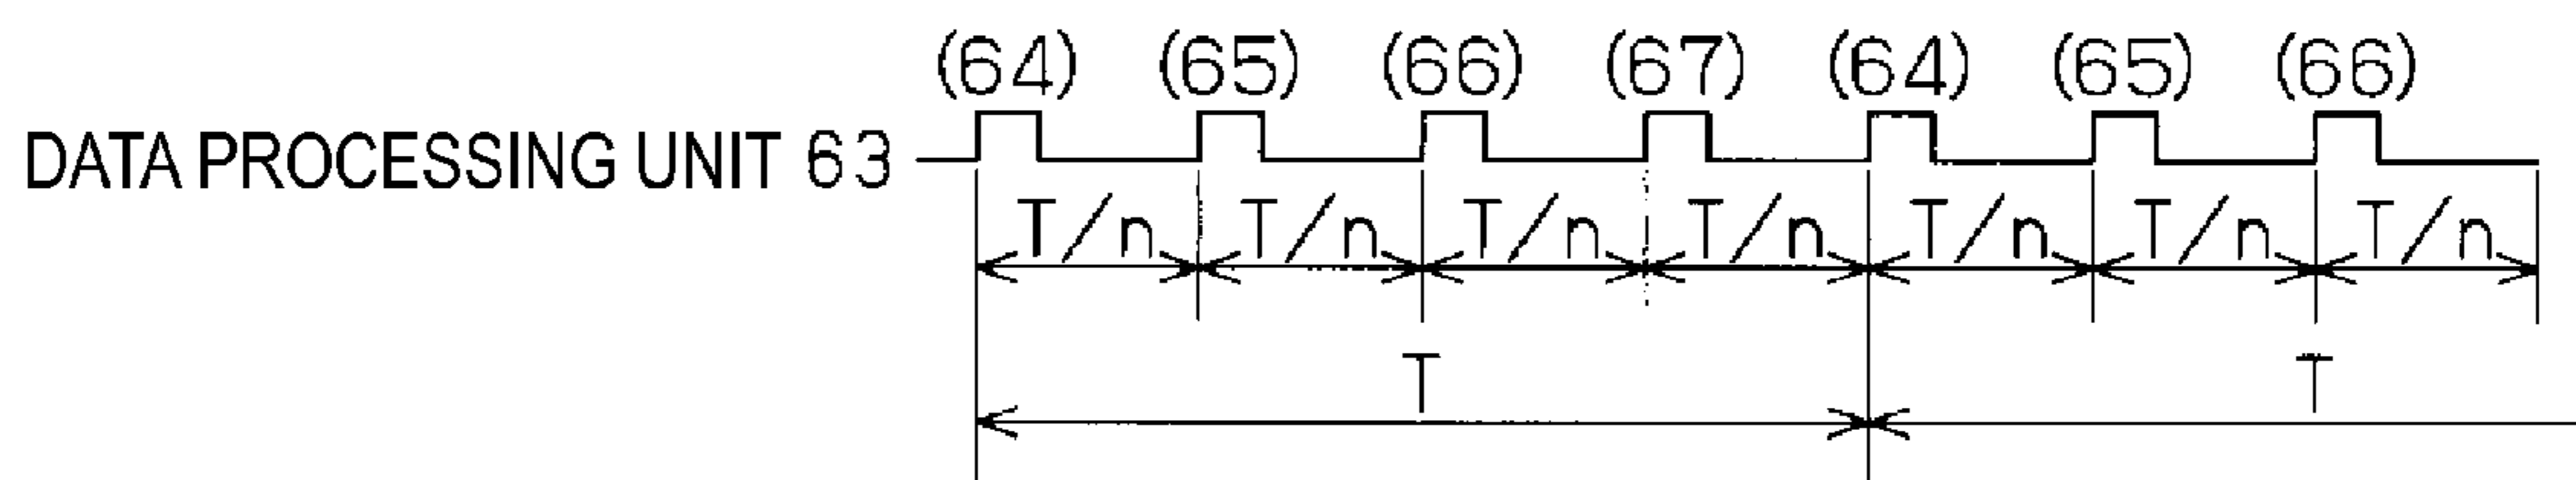 (64) (65) (66) (67) (64) (65) (66)
DATA PROCESSING UNIT 63
T/n T/n T/n T/n T/n T/n T/n
T T